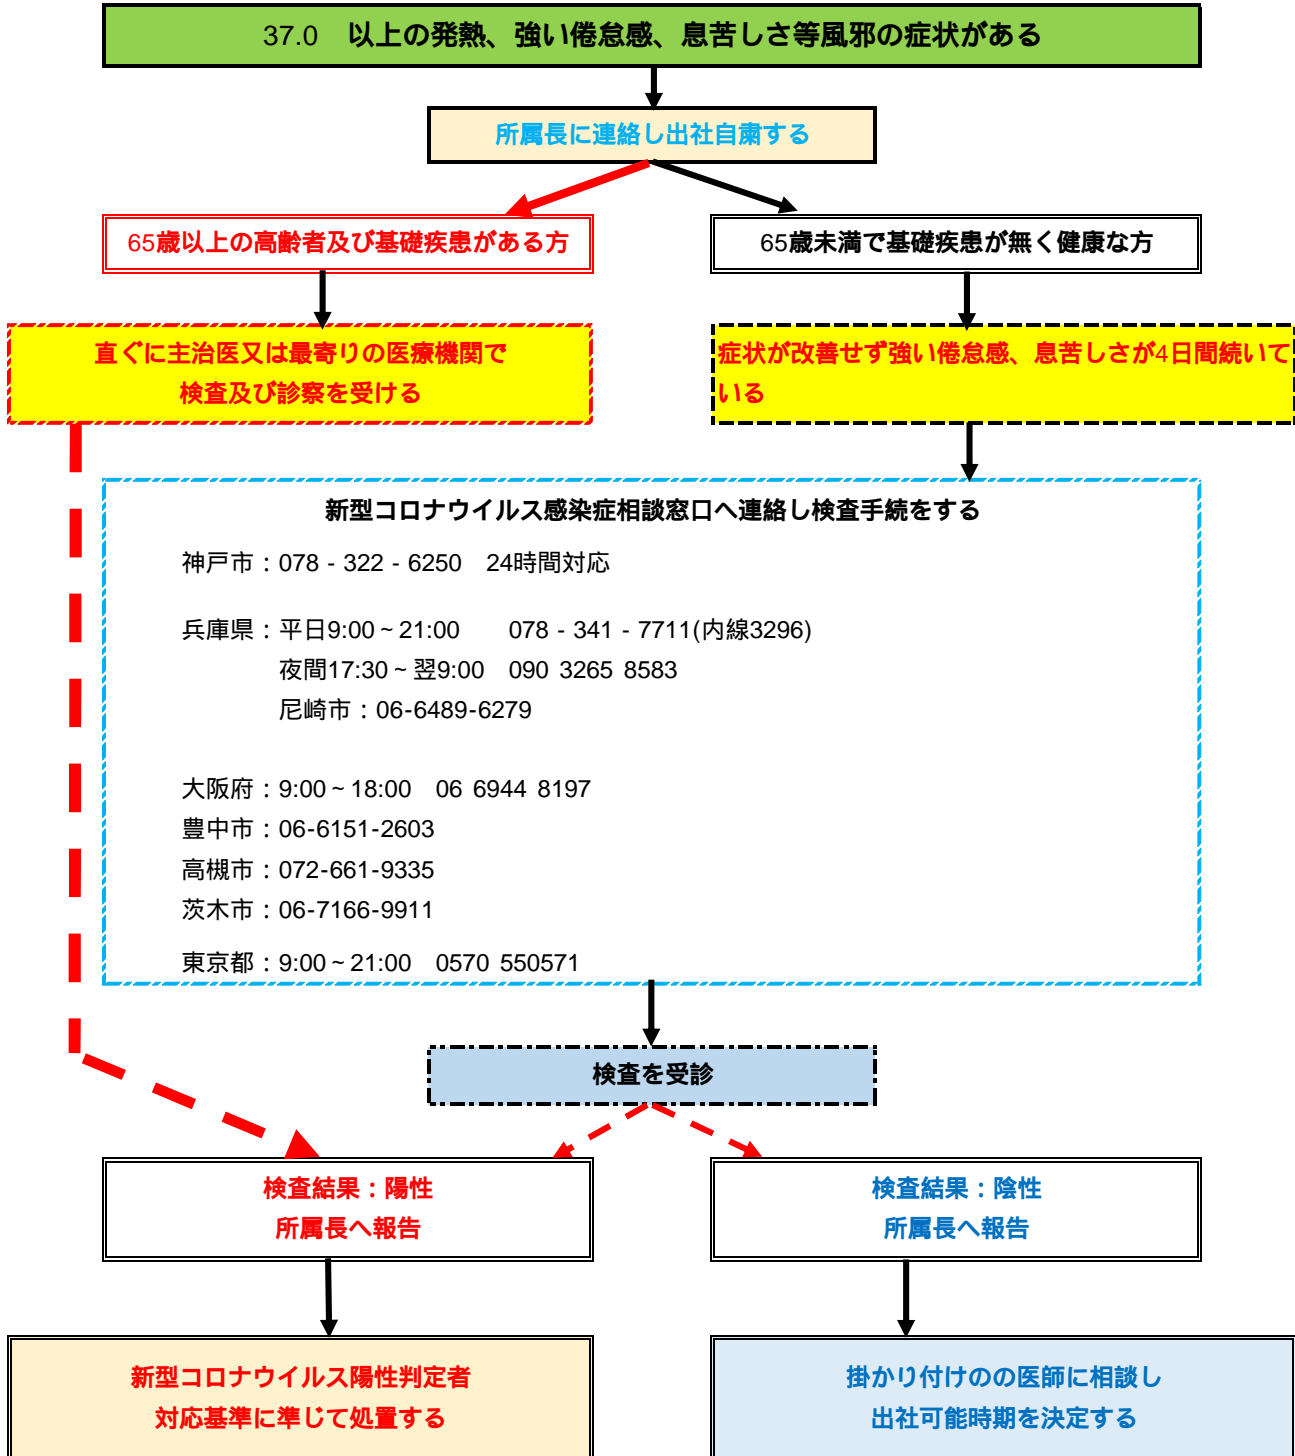 37.0　以上の発熱、強い倦怠感、息苦しさ等風邪の症状がある
所属長に連絡し出社自粛する
65歳以上の高齢者及び基礎疾患がある方
65歳未満で基礎疾患が無く健康な方
直ぐに主治医又は最寄りの医療機関で
検査及び診察を受ける
症状が改善せず強い倦怠感、息苦しさが4日間続いて
いる
新型コロナウイルス感染症相談窓口へ連絡し検査手続をする
神戸市：078 - 322 - 6250　24時間対応
兵庫県：平日9:00～21:00　　078 - 341 - 7711(内線3296)
夜間17:30～翌9:00　090 3265 8583
尼崎市：06-6489-6279
大阪府：9:00～18:00　06 6944 8197
豊中市：06-6151-2603
高槻市：072-661-9335
茨木市：06-7166-9911
東京都：9:00～21:00　0570 550571
検査を受診
検査結果：陽性
所属長へ報告
検査結果：陰性
所属長へ報告
新型コロナウイルス陽性判定者
対応基準に準じて処置する
掛かり付けのの医師に相談し
出社可能時期を決定する